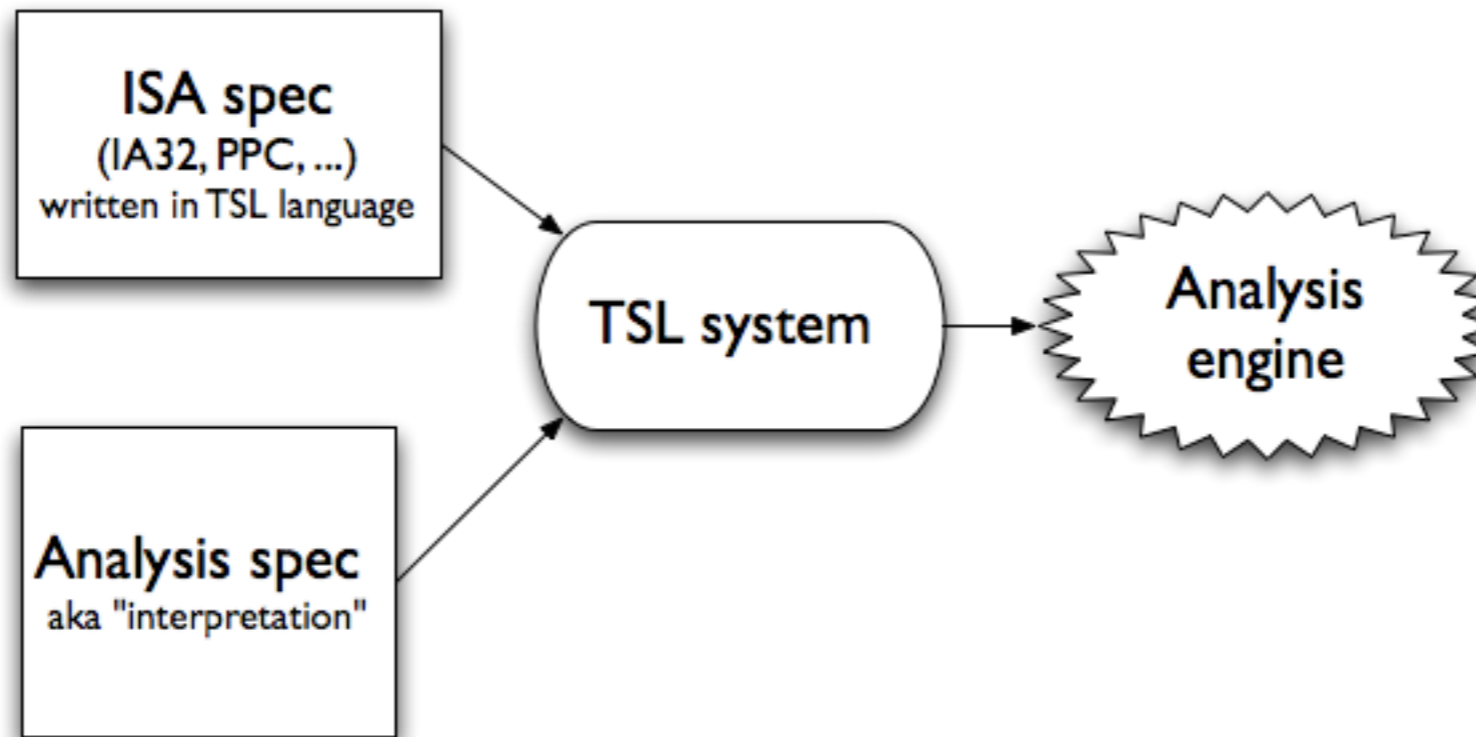 ISA spec
(IA32, PPC, ...)
written in TSL language
TSL system
Analysis
engine
Analysis spec
aka "interpretation"